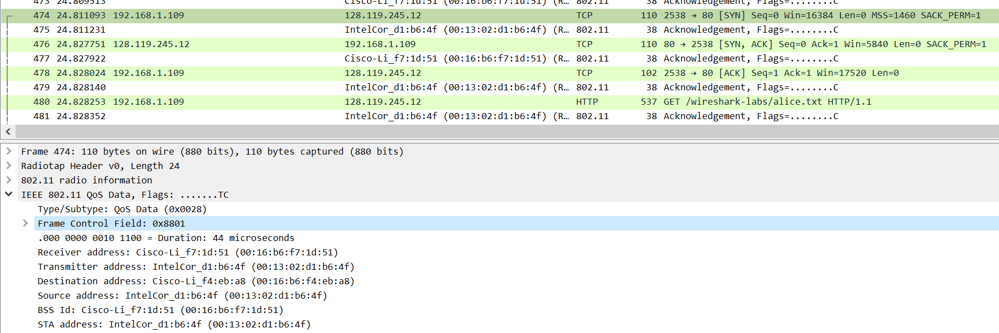 473 24.809513 Cisco-Li_f7:1d:51 (00:16:b6:f7:1d:51) (R… 802.11 38 Acknowledgement, Flags=........C
474 24.811093 192.168.1.109 128.119.245.12 TCP 110 2538 → 80 [SYN] Seq=0 Win=16384 Len=0 MSS=1460 SACK_PERM=1
475 24.811231 IntelCor_d1:b6:4f (00:13:02:d1:b6:4f) (R… 802.11 38 Acknowledgement, Flags=........C
476 24.827751 128.119.245.12 192.168.1.109 TCP 110 80 → 2538 [SYN, ACK] Seq=0 Ack=1 Win=5840 Len=0 SACK_PERM=1
477 24.827922 Cisco-Li_f7:1d:51 (00:16:b6:f7:1d:51) (R… 802.11 38 Acknowledgement, Flags=........C
478 24.828024 192.168.1.109 128.119.245.12 TCP 102 2538 → 80 [ACK] Seq=1 Ack=1 Win=17520 Len=0
479 24.828140 IntelCor_d1:b6:4f (00:13:02:d1:b6:4f) (R… 802.11 38 Acknowledgement, Flags=........C
480 24.828253 192.168.1.109 128.119.245.12 HTTP 537 GET /wireshark-labs/alice.txt HTTP/1.1
481 24.828352 IntelCor_d1:b6:4f (00:13:02:d1:b6:4f) (R… 802.11 38 Acknowledgement, Flags=........C
Frame 474: 110 bytes on wire (880 bits), 110 bytes captured (880 bits)
Radiotap Header v0, Length 24
802.11 radio information
IEEE 802.11 QoS Data, Flags: .......TC
Type/Subtype: QoS Data (0x0028)
Frame Control Field: 0x8801
.000 0000 0010 1100 = Duration: 44 microseconds
Receiver address: Cisco-Li_f7:1d:51 (00:16:b6:f7:1d:51)
Transmitter address: IntelCor_d1:b6:4f (00:13:02:d1:b6:4f)
Destination address: Cisco-Li_f4:eb:a8 (00:16:b6:f4:eb:a8)
Source address: IntelCor_d1:b6:4f (00:13:02:d1:b6:4f)
BSS Id: Cisco-Li_f7:1d:51 (00:16:b6:f7:1d:51)
STA address: IntelCor_d1:b6:4f (00:13:02:d1:b6:4f)